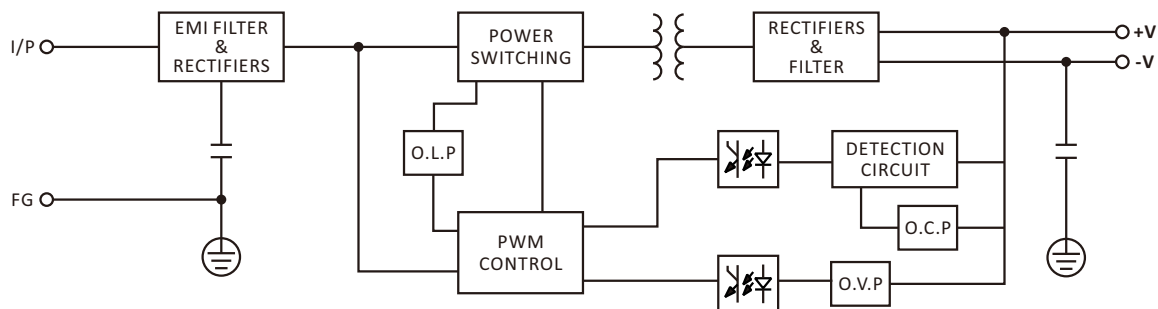 I/P
EMI FILTER
&
RECTIFIERS
POWER
SWITCHING
RECTIFIERS
&
FILTER
+V
-V
O.L.P
DETECTION
CIRCUIT
FG
PWM
CONTROL
O.C.P
O.V.P